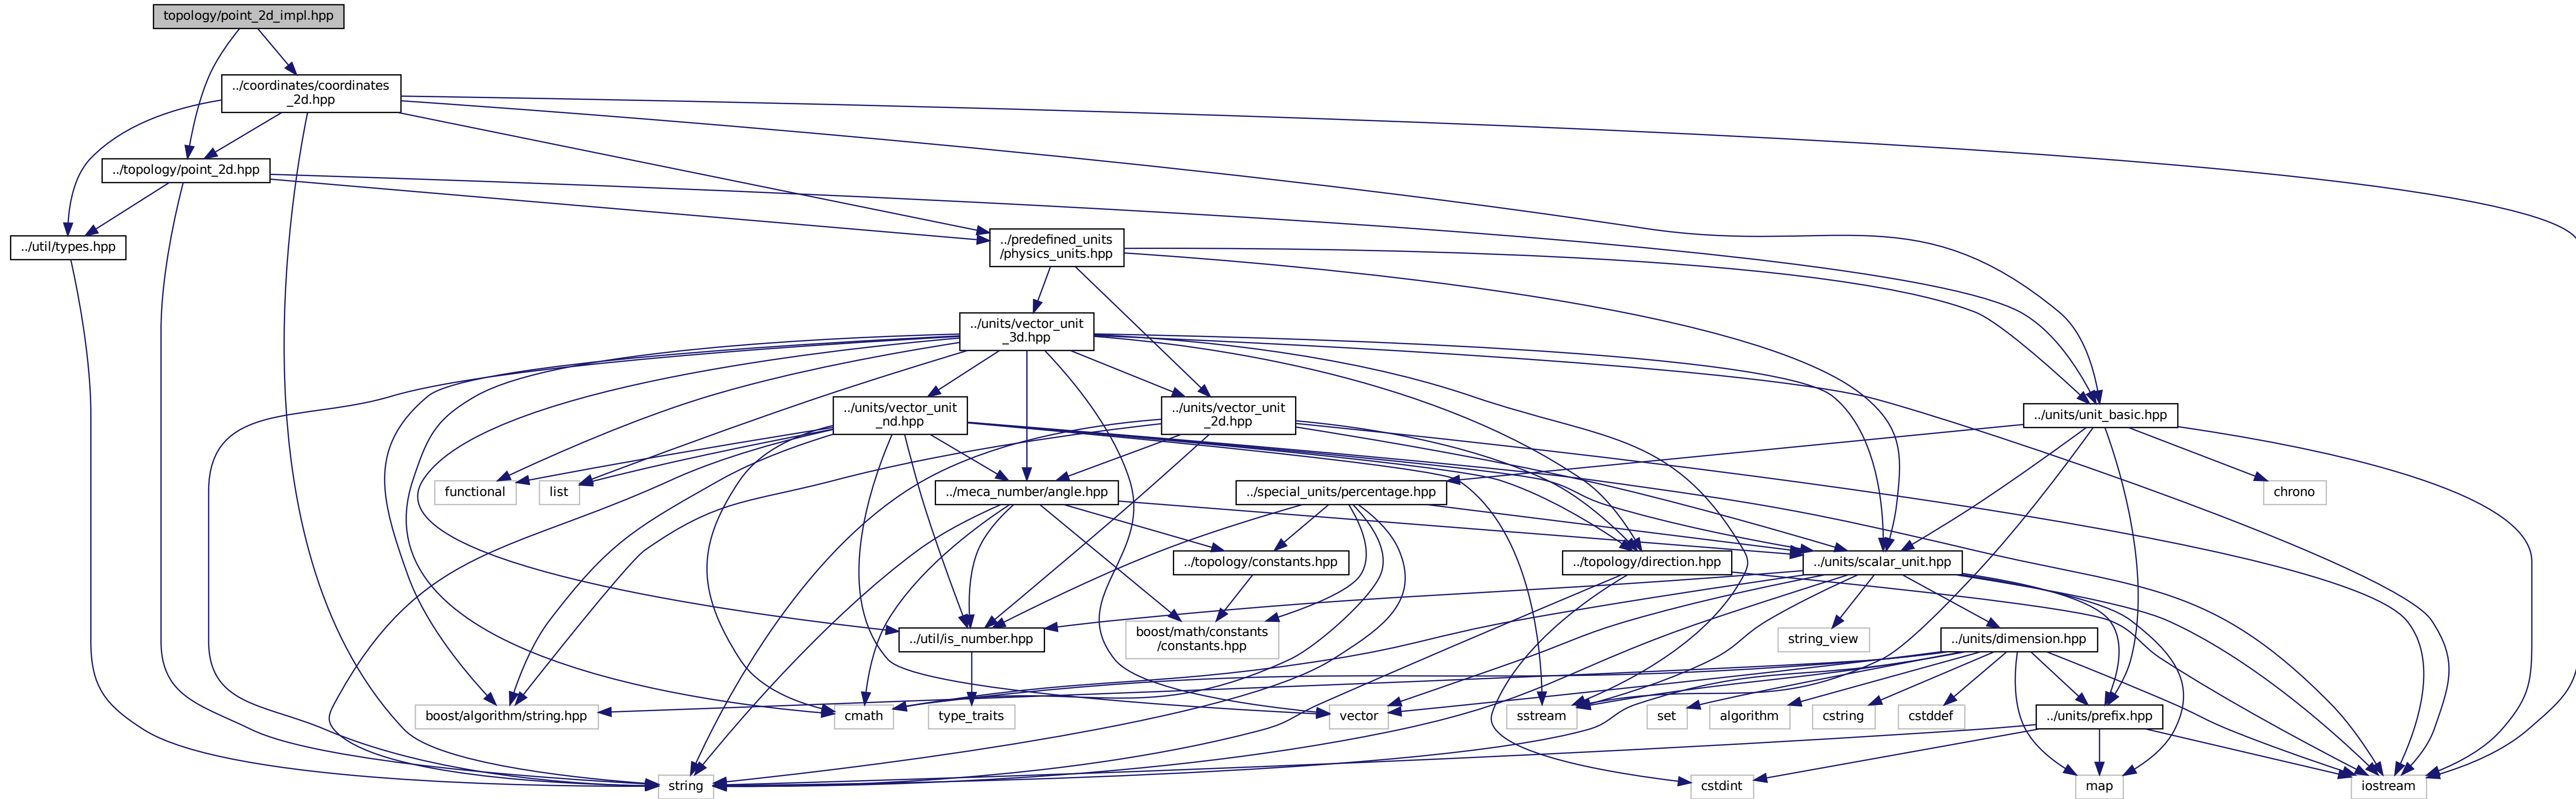 topology/point_2d_impl.hpp
../coordinates/coordinates
_2d.hpp
../topology/point_2d.hpp
../util/types.hpp
../predefined_units
/physics_units.hpp
../units/vector_unit
_3d.hpp
../units/vector_unit
_nd.hpp
../units/vector_unit
_2d.hpp
../units/unit_basic.hpp
functional
list
../meca_number/angle.hpp
../special_units/percentage.hpp
chrono
../topology/constants.hpp
../topology/direction.hpp
../units/scalar_unit.hpp
../util/is_number.hpp
boost/math/constants
/constants.hpp
string_view
../units/dimension.hpp
boost/algorithm/string.hpp
cmath
type_traits
vector
sstream
set
algorithm
cstring
cstddef
../units/prefix.hpp
string
cstdint
map
iostream